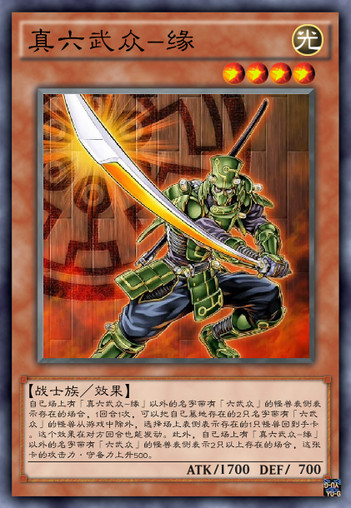 真六武众-缘
光
【战士族／效果】
自己场上有「真六武众-缘」以外的名字带有「六武众」的怪兽表侧表
示存在的场合，1回合1次，可以把自己墓地存在的2只名字带有「六武
众」的怪兽从游戏中除外，选择场上表侧表示存在的1只怪兽回到手卡
。这个效果在对方回合也能发动。此外，自己场上有「真六武众-缘」以
外的名字带有「六武众」的怪兽表侧表示2只以上存在的场合，这张
卡的攻击力·守备力上升500。
ATK/1700 DEF/ 700
YU-G